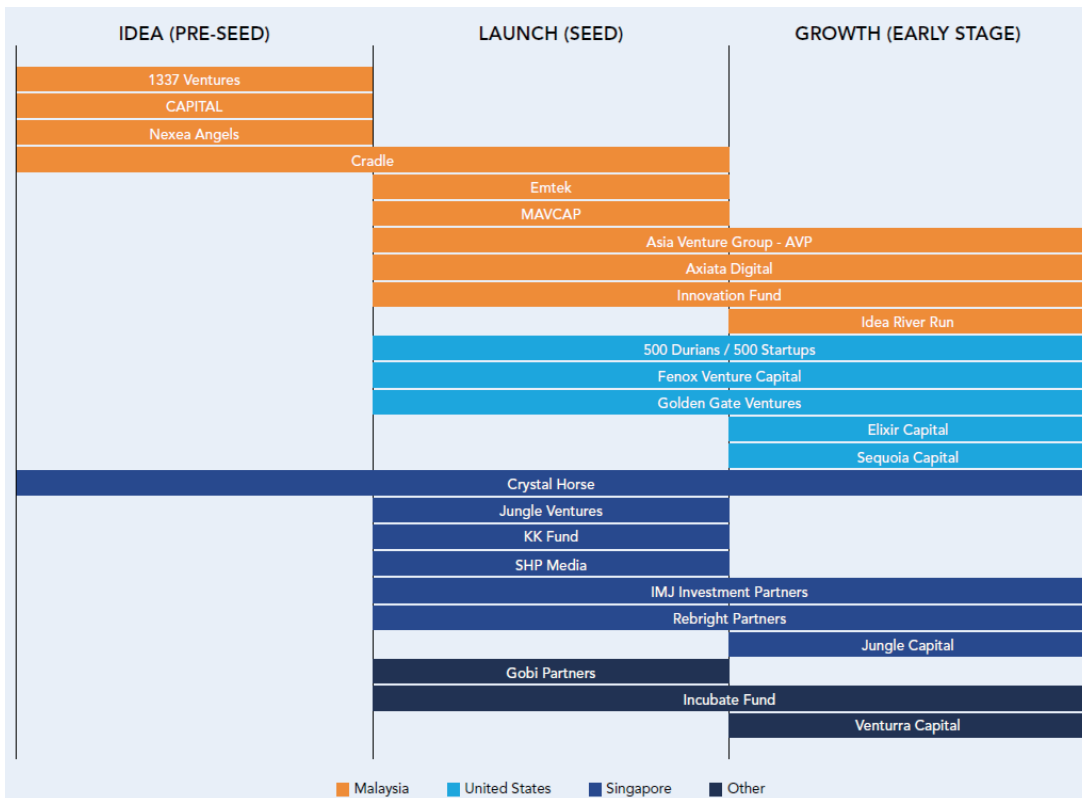 IDEA (PRE-SEED) LAUNCH (SEED) GROWTH (EARLY STAGE)
1337 Ventures
CAPITAL
Nexea Angels
Cradle
Emtek
MAVCAP
Asia Venture Group - AVP
Axiata Digital
Innovation Fund
Idea River Run
500 Durians / 500 Startups
Fenox Venture Capital
Golden Gate Ventures
Elixir Capital
Sequoia Capital
Crystal Horse
Jungle Ventures
KK Fund
SHP Media
IMJ Investment Partners
Rebright Partners
Jungle Capital
Gobi Partners
Incubate Fund
Venturra Capital
Malaysia United States Singapore Other